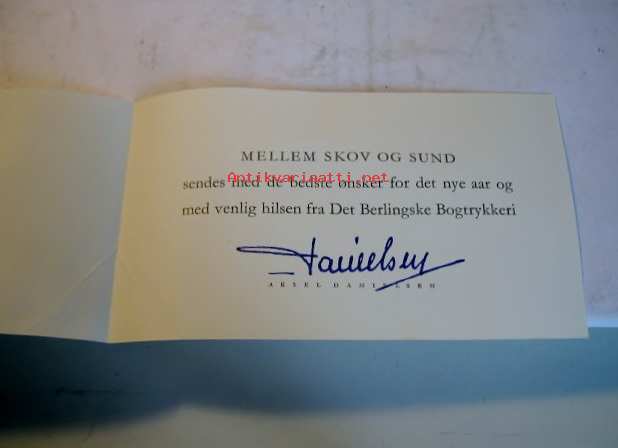 MELLEM SKOV OG SUND
Antikvariaatti.net
sendes med de bedste ønsker for det nye aar og
med venlig hilsen fra Det Berlingske Bogtrykkeri
Danielsen
AKSEL DANIELSEN